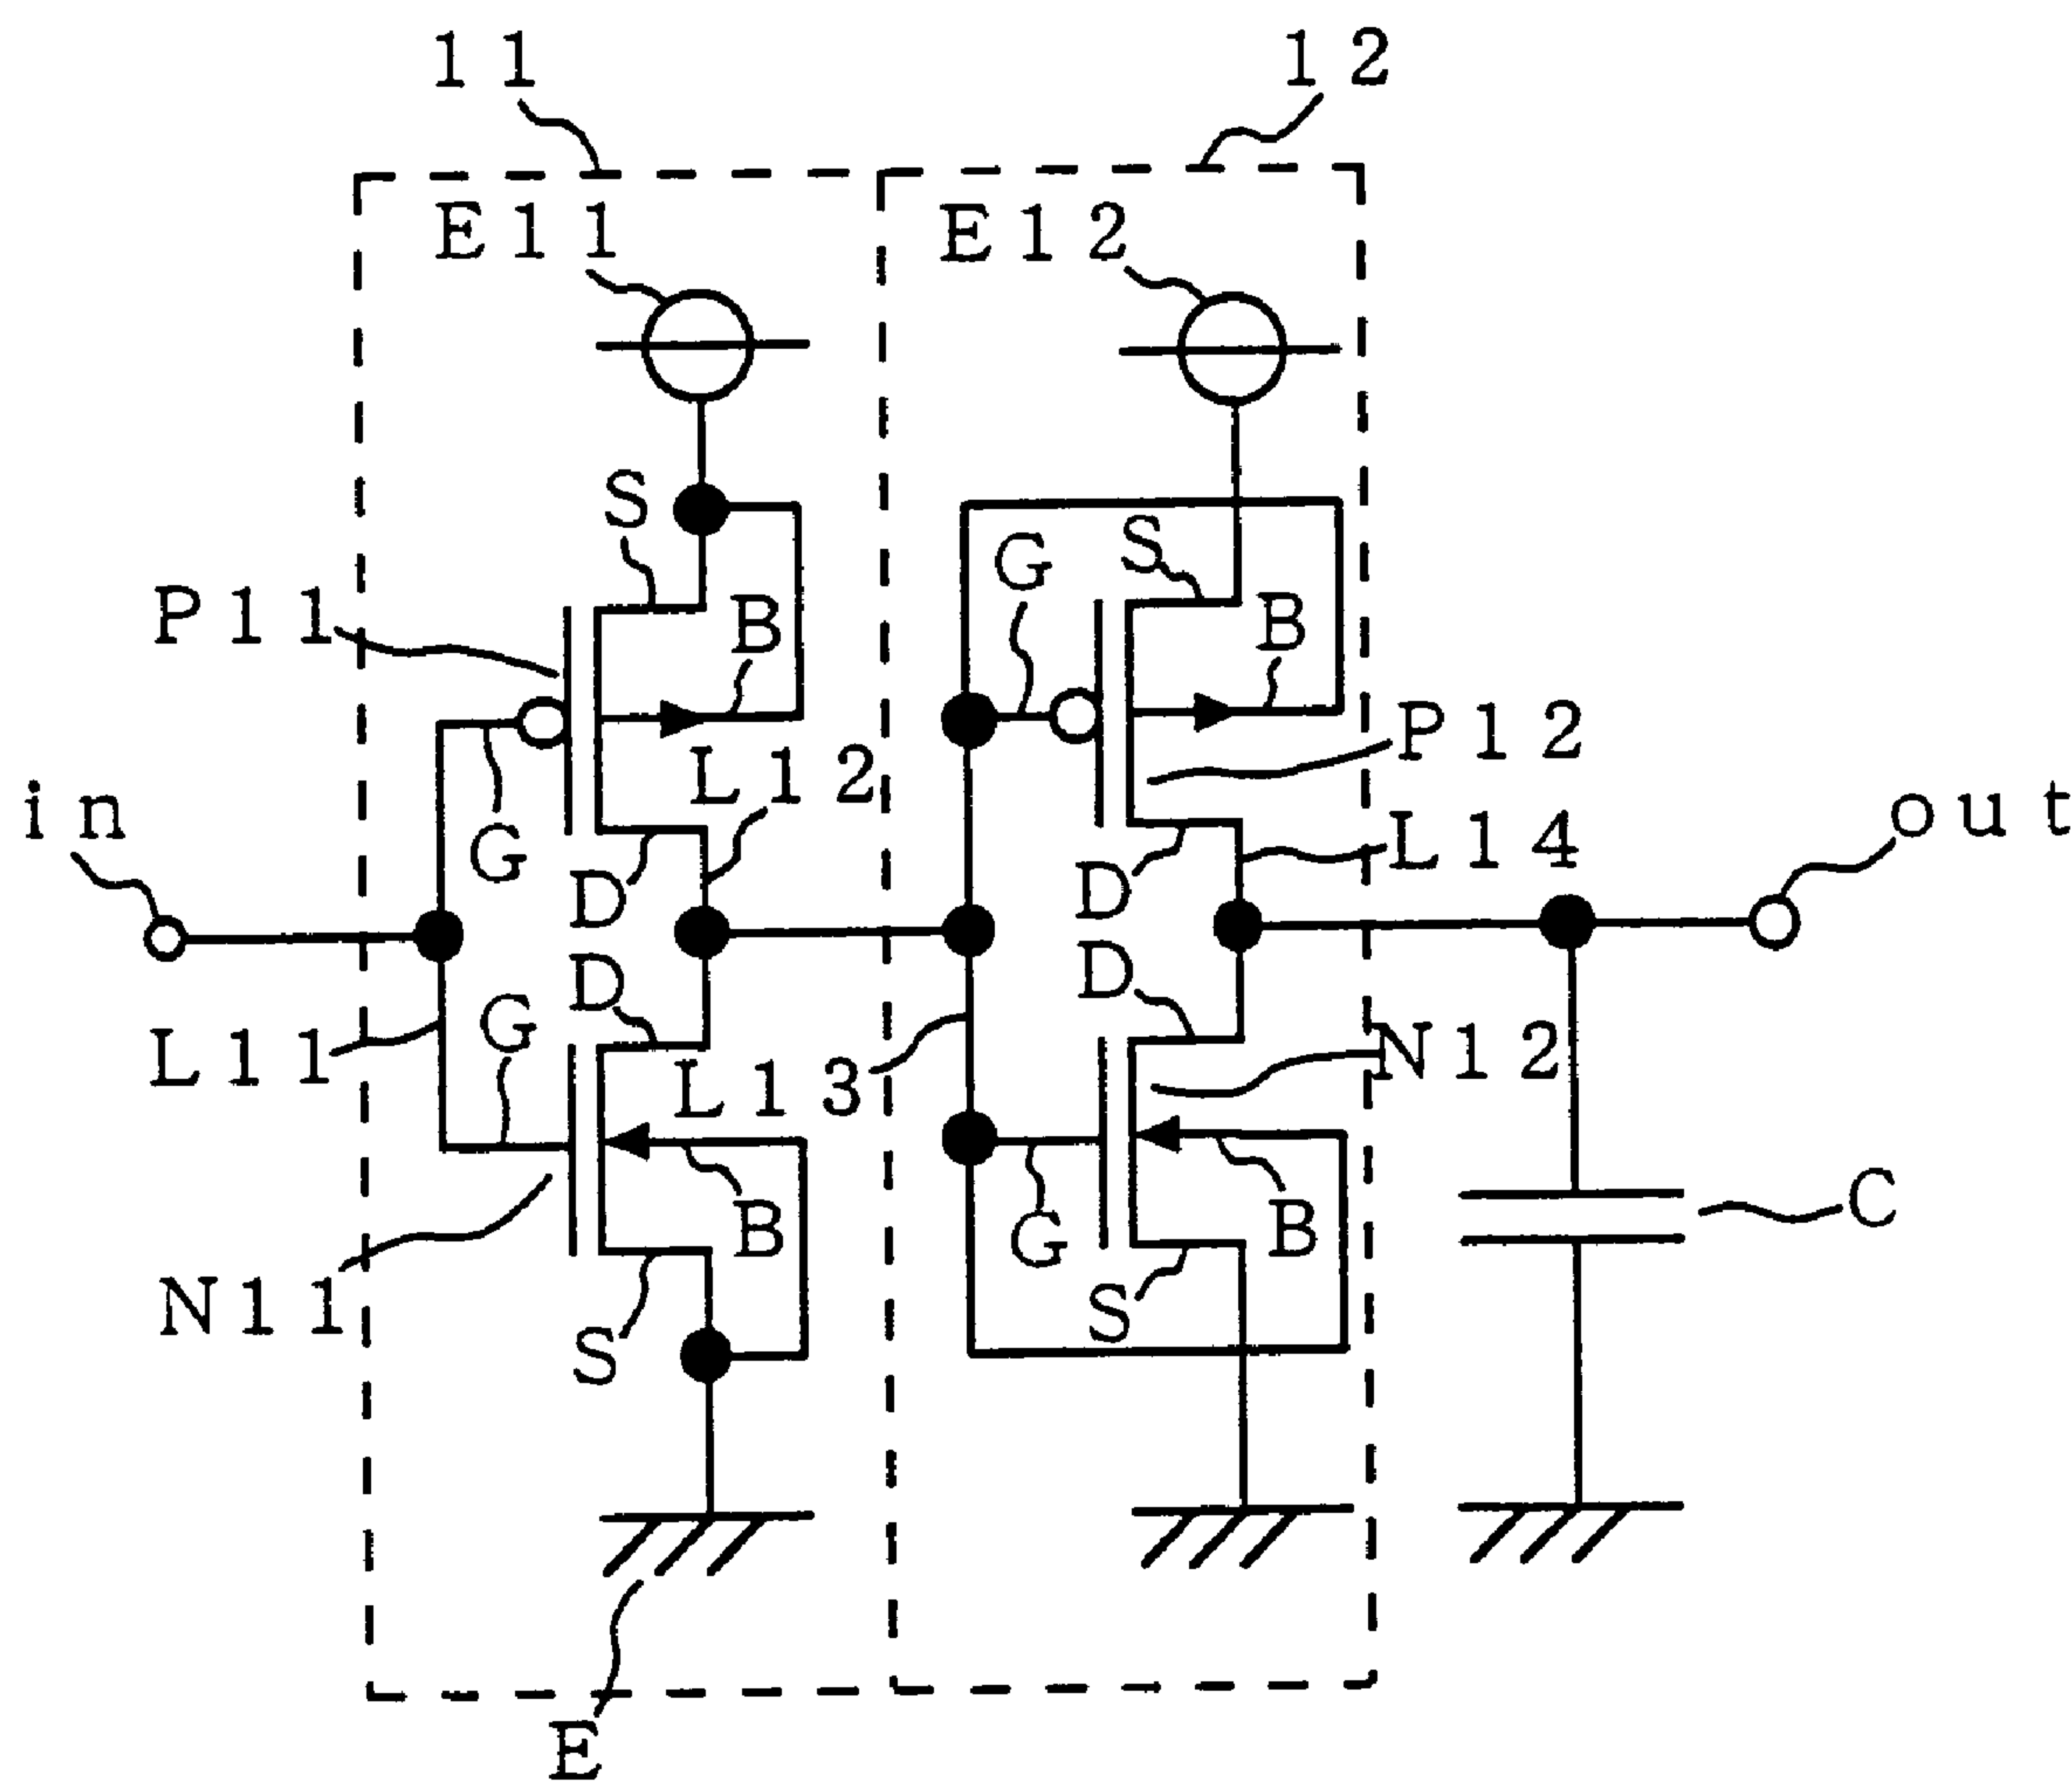 11 12
E11 E12
S S
G
P11 B B
P12
L12
in G out
D D L14
D D
G
L11 L13 N12
B B C
G
N11 S S
E